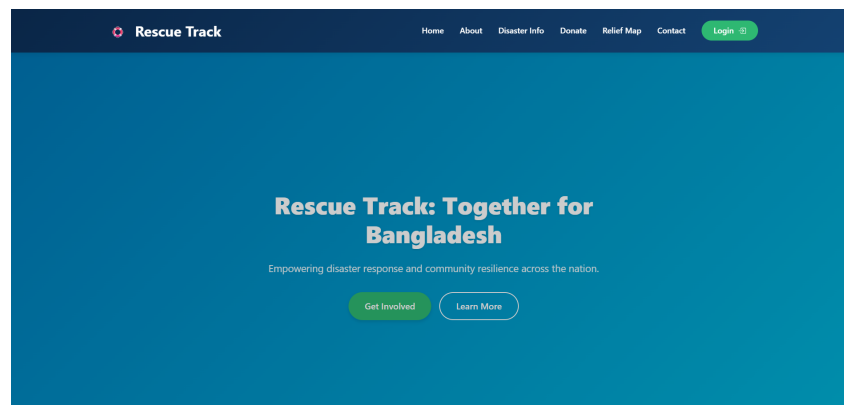 Rescue Track
Home About Disaster Info Donate Relief Map Contact Login
Rescue Track: Together for
Bangladesh
Empowering disaster response and community resilience across the nation.
Get Involved Learn More